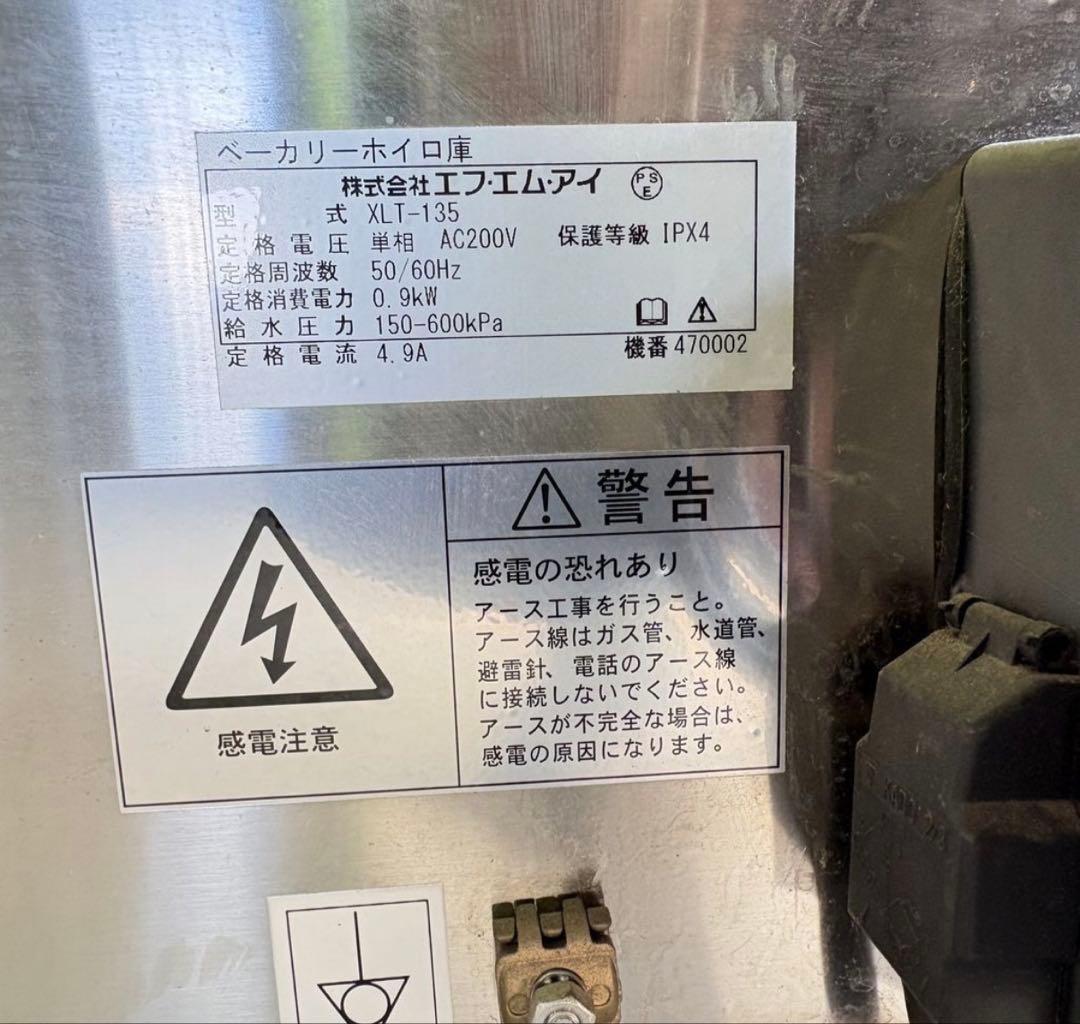 ベーカリーホイロ庫
株式会社エフ・エム・アイ PSE
型式 XLT-135
定格電圧 単相 AC200V 保護等級 IPX4
定格周波数 50/60Hz
定格消費電力 0.9kW
給水圧力 150-600kPa
定格電流 4.9A 機番 470002
警告
感電の恐れあり
アース工事を行うこと。
アース線はガス管、水道管、
避雷針、電話のアース線
に接続しないでください。
アースが不完全な場合は、
感電の原因になります。
感電注意